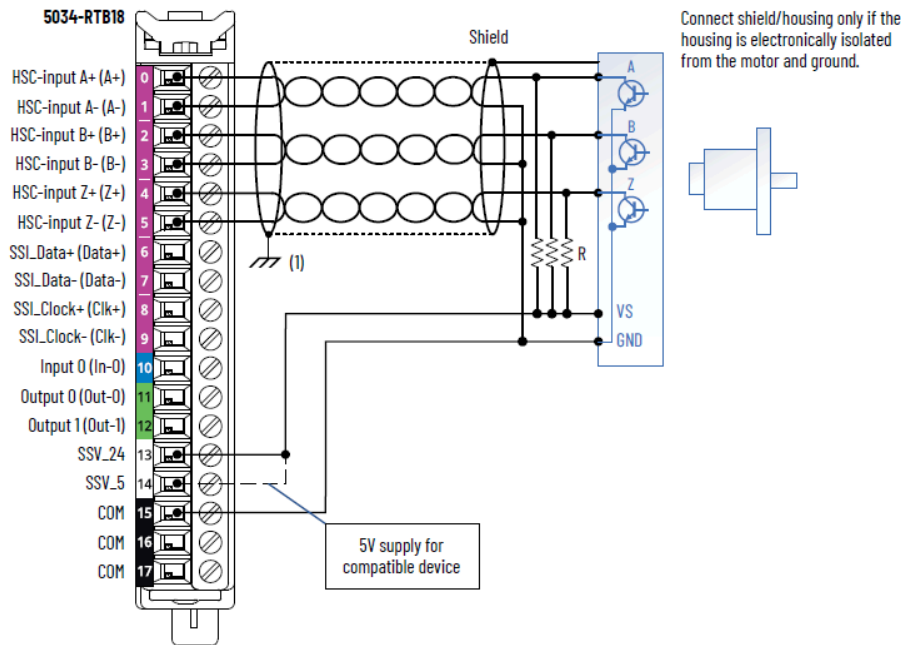 5034-RTB18
Shield
Connect shield/housing only if the
housing is electronically isolated
from the motor and ground.
HSC-input A+ (A+) 0
HSC-input A- (A-) 1
HSC-input B+ (B+) 2
HSC-input B- (B-) 3
HSC-input Z+ (Z+) 4
HSC-input Z- (Z-) 5
SSI_Data+ (Data+) 6
SSI_Data- (Data-) 7
SSI_Clock+ (Clk+) 8
SSI_Clock- (Clk-) 9
Input 0 (In-0) 10
Output 0 (Out-0) 11
Output 1 (Out-1) 12
SSV_24 13
SSV_5 14
COM 15
COM 16
COM 17
(1)
A
B
Z
R
VS
GND
5V supply for
compatible device